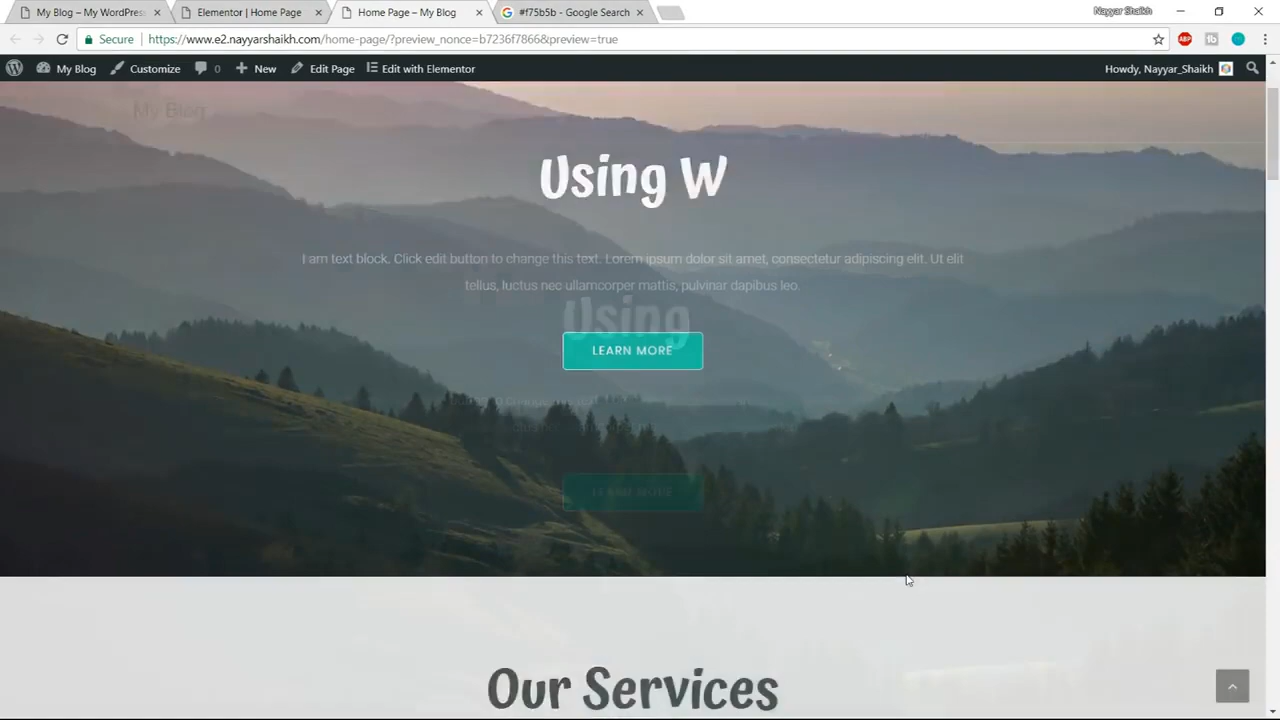 My Blog – My WordPress
Elementor | Home Page
Home Page – My Blog
#f75b5b - Google Search
Nayyar Shaikh
Secure
https://www.e2.nayyarshaikh.com/home-page/?preview_nonce=b7236f7866&preview=true
My Blog
Customize
0
New
Edit Page
Edit with Elementor
Howdy, Nayyar_Shaikh
My Blog
Using W
I am text block. Click edit button to change this text. Lorem ipsum dolor sit amet, consectetur adipiscing elit. Ut elit
tellus, luctus nec ullamcorper mattis, pulvinar dapibus leo.
Using
LEARN MORE
LEARN MORE
Our Services